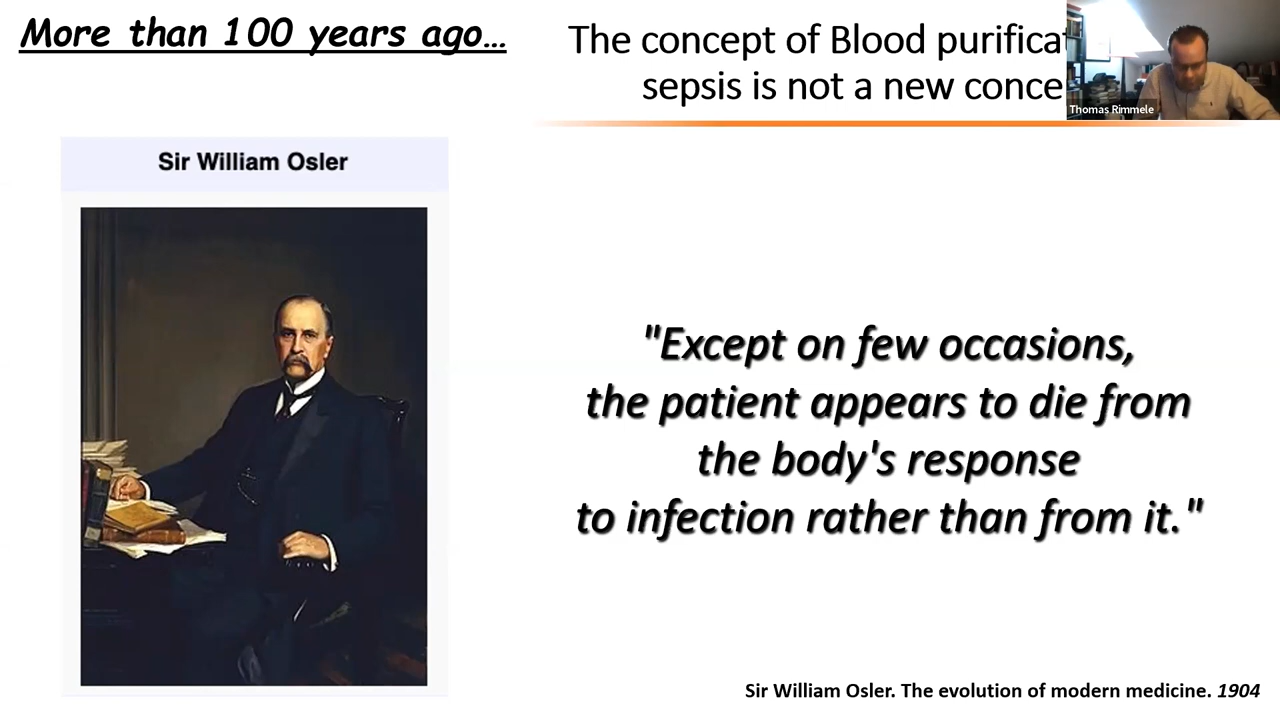 More than 100 years ago...
The concept of Blood
sepsis is not a new
Thomas Rimmele
Sir William Osler
"Except on few occasions,
the patient appears to die from
the body's response
to infection rather than from it."
Sir William Osler. The evolution of modern medicine. 1904